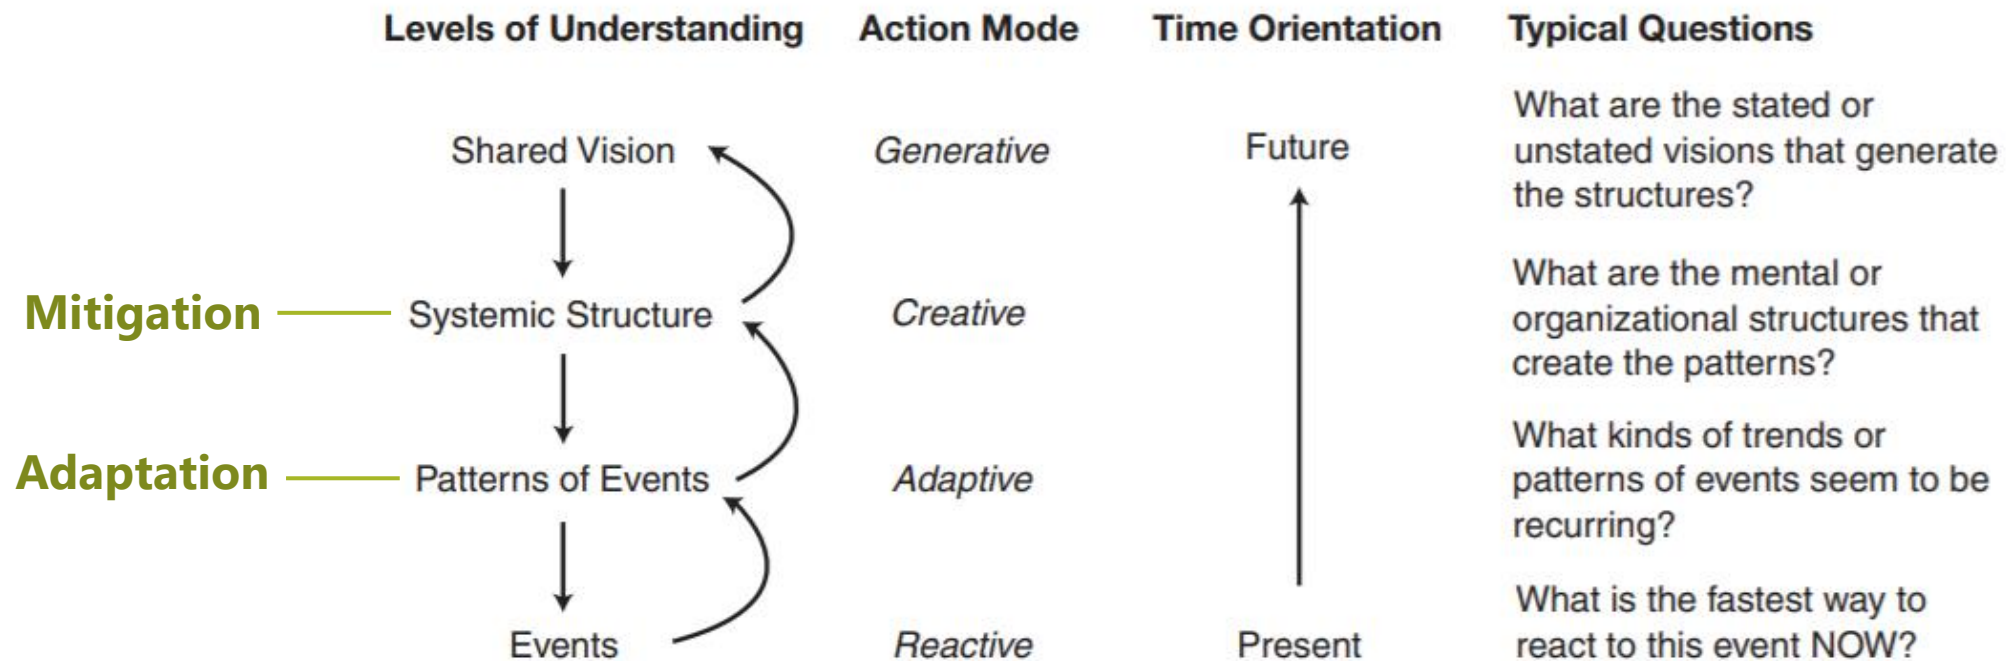 Levels of Understanding Action Mode Time Orientation Typical Questions
Shared Vision Generative Future
What are the stated or
unstated visions that generate
the structures?
Mitigation Systemic Structure Creative
What are the mental or
organizational structures that
create the patterns?
Adaptation Patterns of Events Adaptive
What kinds of trends or
patterns of events seem to be
recurring?
Events Reactive Present
What is the fastest way to
react to this event NOW?